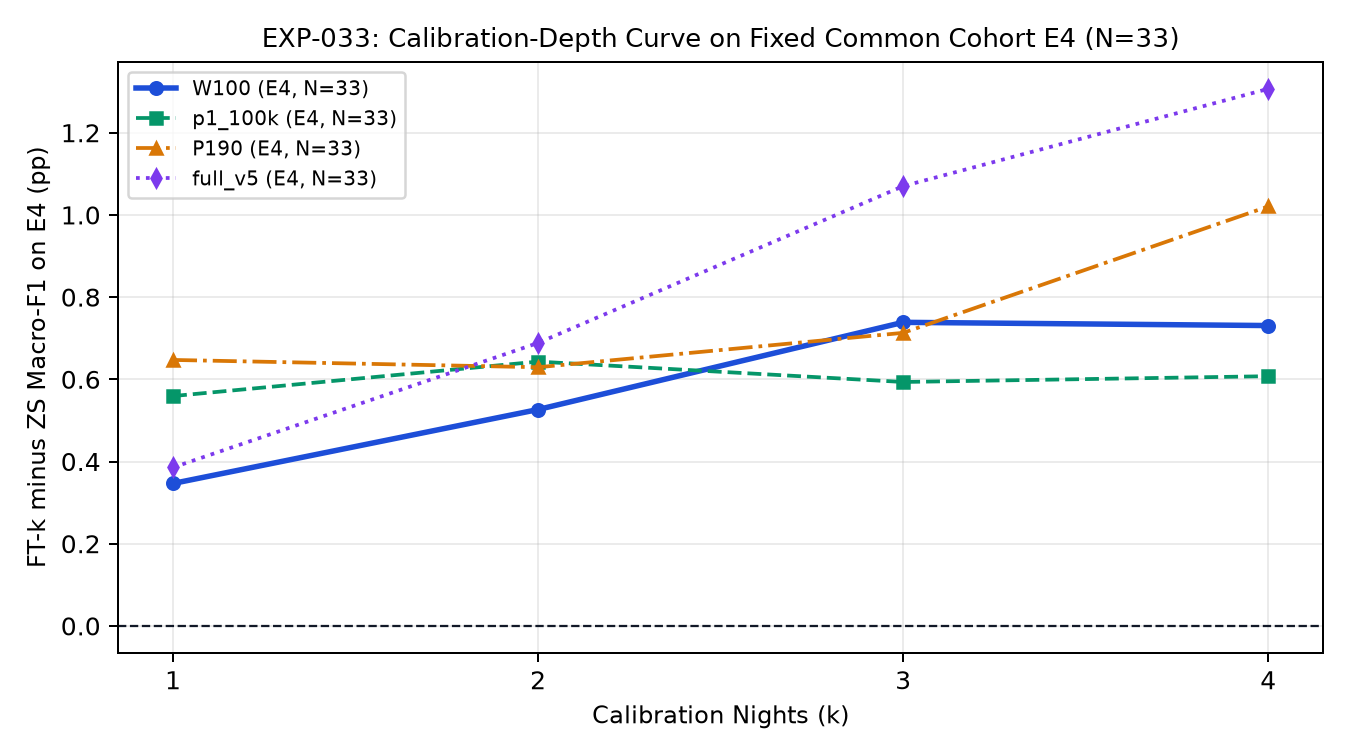 EXP-033: Calibration-Depth Curve on Fixed Common Cohort E4 (N=33)
W100 (E4, N=33)
p1_100k (E4, N=33)
P190 (E4, N=33)
full_v5 (E4, N=33)
FT-k minus ZS Macro-F1 on E4 (pp)
1.2
1.0
0.8
0.6
0.4
0.2
0.0
1 2 3 4
Calibration Nights (k)